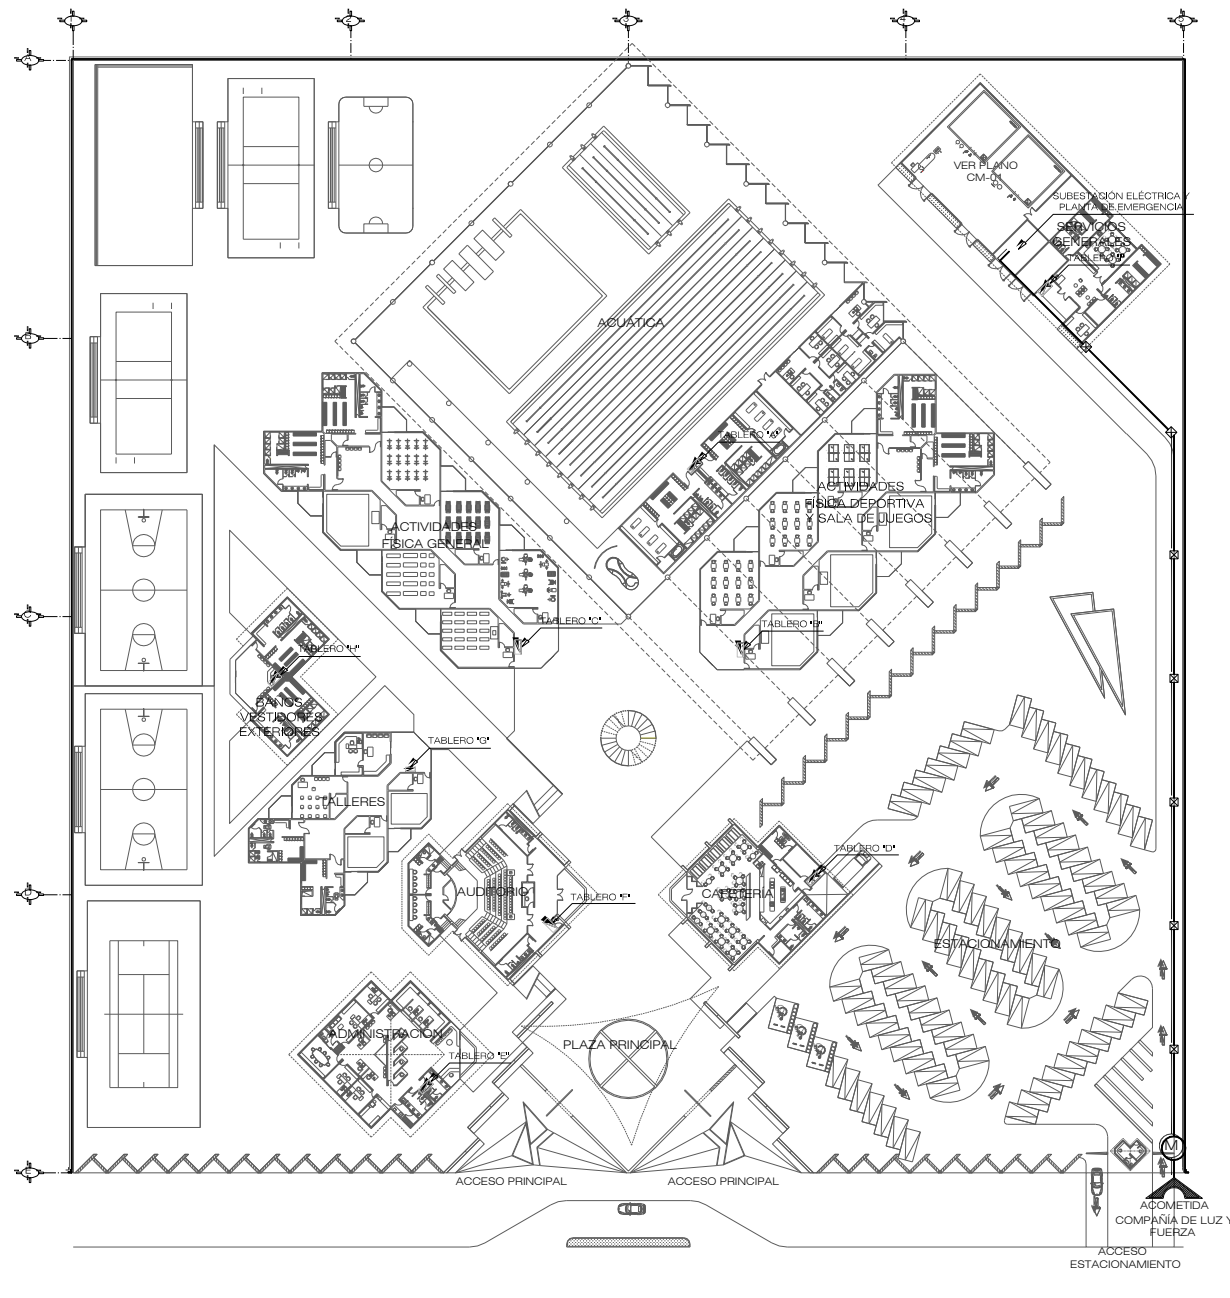 VER PLANO
CM-01
SUBESTACIÓN ELÉCTRICA Y
PLANTA DE EMERGENCIA
SERVICIOS
GENERALES
ACUÁTICA
TABLERO "A"
ACTIVIDADES
FÍSICA DEPORTIVA
Y SALA DE JUEGOS
ACTIVIDADES
FÍSICA GENERAL
TABLERO "C"
TABLERO "B"
TABLERO "H"
BAÑOS
VESTIDORES
EXTERIORES
TABLERO "G"
TALLERES
TABLERO "D"
AUDITORIO
CAFETERÍA
TABLERO "F"
ESTACIONAMIENTO
ADMINISTRACIÓN
PLAZA PRINCIPAL
TABLERO "E"
M
ACCESO PRINCIPAL
ACCESO PRINCIPAL
ACOMETIDA
COMPAÑÍA DE LUZ Y
FUERZA
ACCESO
ESTACIONAMIENTO